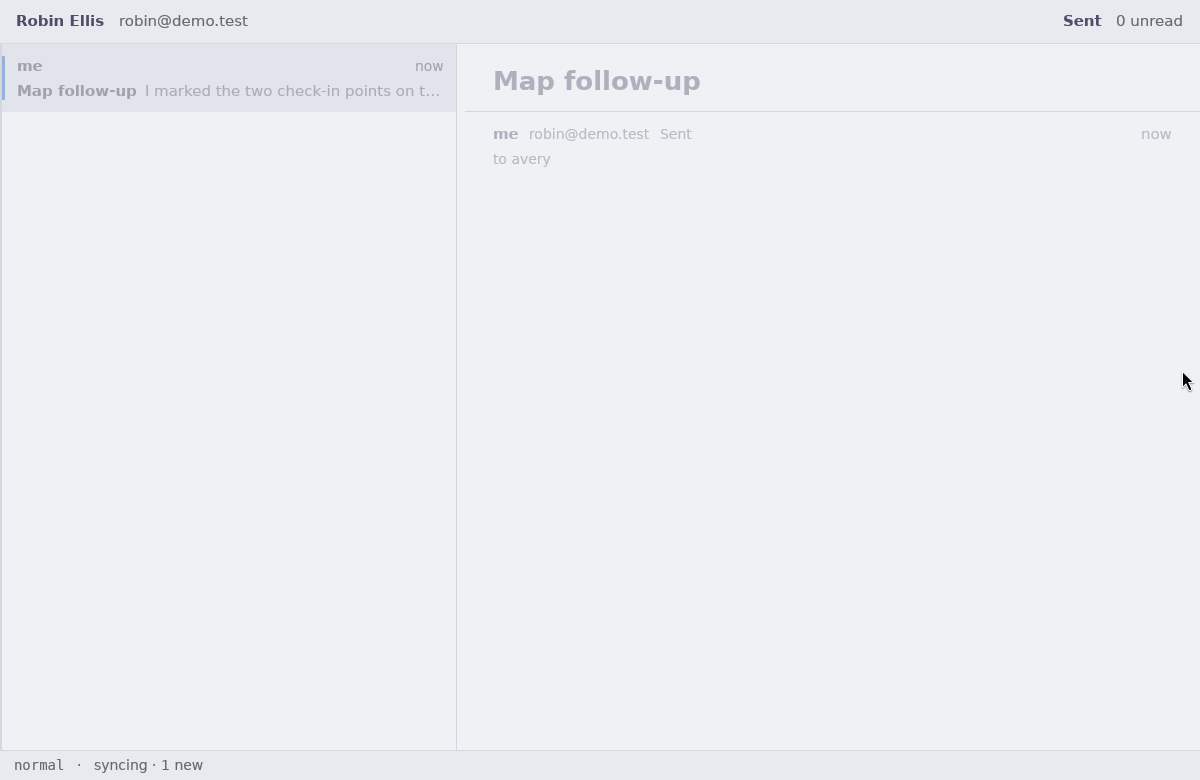 Robin Ellis robin@demo.test
Sent 0 unread
me now
Map follow-up I marked the two check-in points on t…
Map follow-up
me robin@demo.test Sent now
to avery
normal · syncing · 1 new